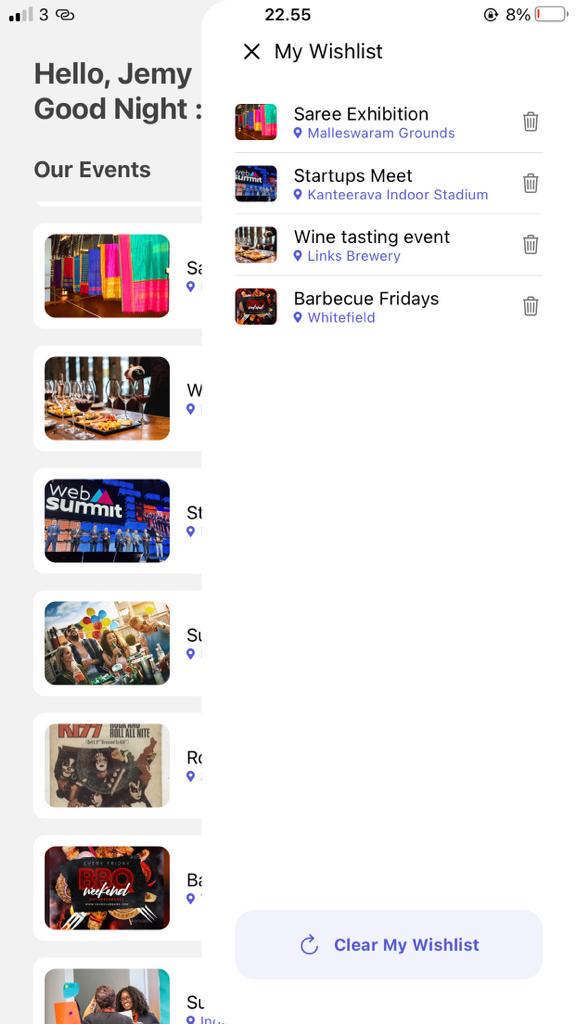 3
22.55
8%
Hello, Jemy
Good Night :
Our Events
Sa
W
web
summit
St
Su
KISS
ROCK AND
ROLL ALL NITE
Ro
EVERY FRIDAY
BBQ
weekend
Ba
Su
My Wishlist
Saree Exhibition
Malleswaram Grounds
Startups Meet
Kanteerava Indoor Stadium
Wine tasting event
Links Brewery
Barbecue Fridays
Whitefield
Clear My Wishlist